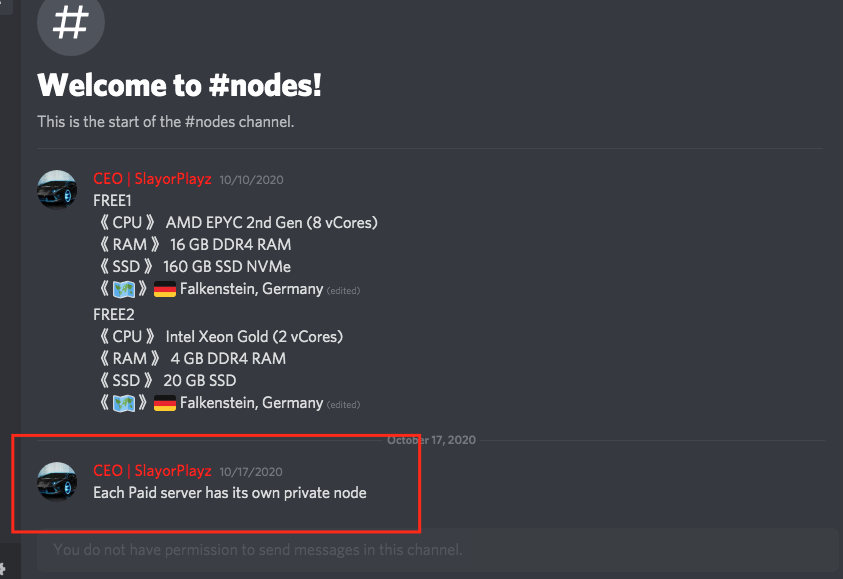 #
Welcome to #nodes!
This is the start of the #nodes channel.
CEO | SlayorPlayz 10/10/2020
FREE1
《 CPU 》 AMD EPYC 2nd Gen (8 vCores)
《 RAM 》 16 GB DDR4 RAM
《 SSD 》 160 GB SSD NVMe
《 🗺️ 》 🇩🇪 Falkenstein, Germany (edited)
FREE2
《 CPU 》 Intel Xeon Gold (2 vCores)
《 RAM 》 4 GB DDR4 RAM
《 SSD 》 20 GB SSD
《 🗺️ 》 🇩🇪 Falkenstein, Germany (edited)
October 17, 2020
CEO | SlayorPlayz 10/17/2020
Each Paid server has its own private node
You do not have permission to send messages in this channel.